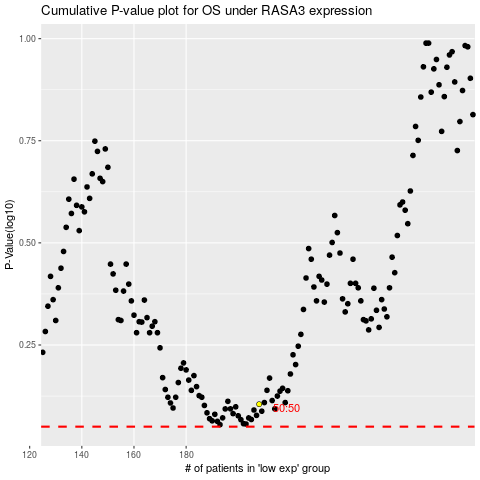 Cumulative P-value plot for OS under RASA3 expression
1.00
0.75
0.50
0.25
P-Value(log10)
50:50
120 140 160 180
# of patients in 'low exp' group